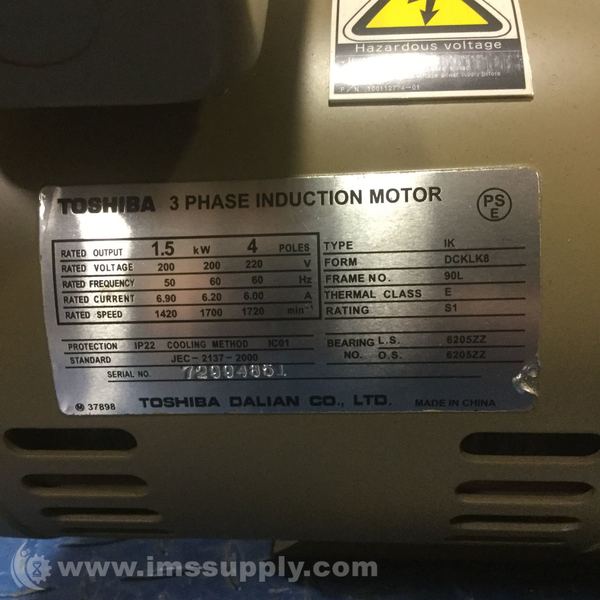 Hazardous voltage
P/N 100112774-01
TOSHIBA 3 PHASE INDUCTION MOTOR
PS
E
RATED OUTPUT 1.5 kW 4 POLES
RATED VOLTAGE 200 200 220 V
RATED FREQUENCY 50 60 60 Hz
RATED CURRENT 6.90 6.20 6.00 A
RATED SPEED 1420 1700 1720 min⁻¹
TYPE IK
FORM DCKLK8
FRAME NO. 90L
THERMAL CLASS E
RATING S1
PROTECTION IP22 COOLING METHOD IC01
STANDARD JEC-2137-2000
SERIAL NO. 72994851
BEARING L.S. 6205ZZ
NO. O.S. 6205ZZ
M 37898 TOSHIBA DALIAN CO., LTD. MADE IN CHINA
© www.imssupply.com/